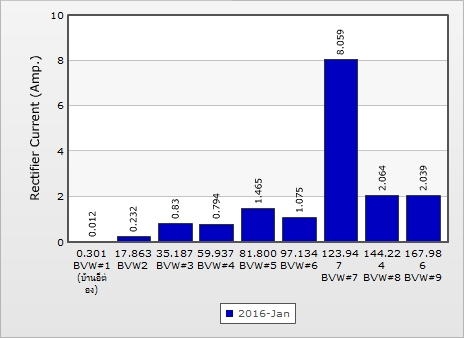 Rectifier Current (Amp.)
10
8
6
4
2
0
0.012
0.232
0.83
0.794
1.465
1.075
8.059
2.064
2.039
0.301 17.863 35.187 59.937 81.800 97.134 123.94 144.22 167.98
BVW#1 BVW2 BVW#3 BVW#4 BVW#5 BVW#6 7 4 6
(บ้านอีต่ BVW#7 BVW#8 BVW#9
อง)
2016-Jan